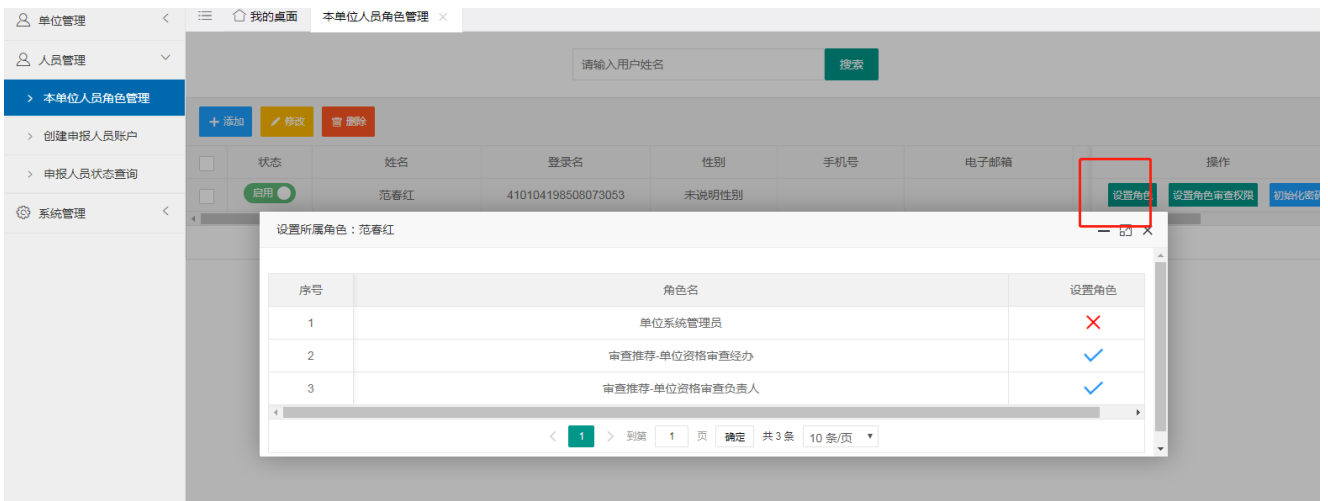 单位管理
我的桌面 本单位人员角色管理
人员管理
请输入用户姓名 搜索
本单位人员角色管理
添加 修改 删除
创建申报人员账户
状态 姓名 登录名 性别 手机号 电子邮箱 操作
申报人员状态查询
启用 范春红 410104198508073053 未说明性别 设置角色 设置角色审查权限 初始化密码
系统管理
设置所属角色：范春红
序号 角色名 设置角色
1 单位系统管理员
2 审查推荐-单位资格审查经办
3 审查推荐-单位资格审查负责人
1 到第 1 页 确定 共 3 条 10 条/页